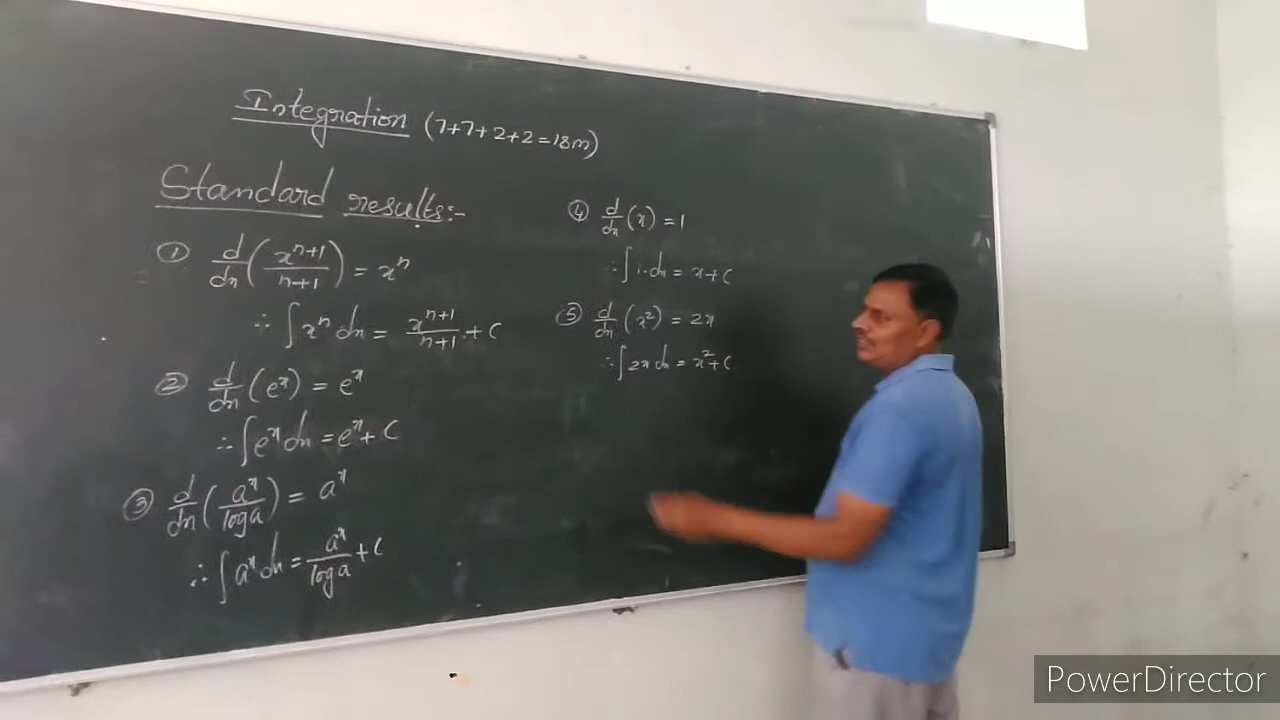 Integration (7+7+2+2=18m)
Standard results:-
① d/dx (x^(n+1)/(n+1)) = x^n
∴ ∫x^n dx = x^(n+1)/(n+1) + C
② d/dx (e^x) = e^x
∴ ∫e^x dx = e^x + C
③ d/dx (a^x/log a) = a^x
∴ ∫a^x dx = a^x/log a + C
④ d/dx (x) = 1
∴ ∫1.dx = x+C
⑤ d/dx (x²) = 2x
∴ ∫2x dx = x²+C
PowerDirector